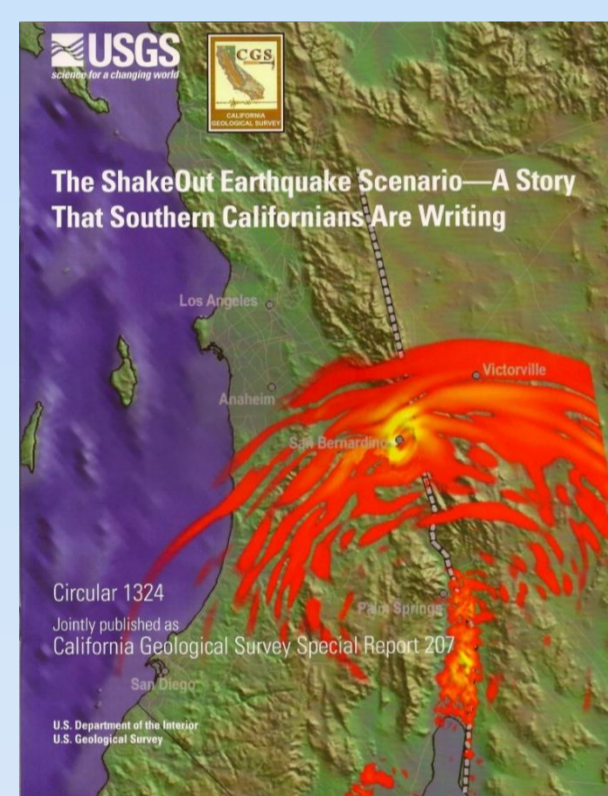 USGS
science for a changing world
CGS
CALIFORNIA
GEOLOGICAL SURVEY
The ShakeOut Earthquake Scenario—A Story
That Southern Californians Are Writing
Los Angeles
Victorville
Anaheim
San Bernardino
Circular 1324
Palm Springs
Jointly published as
California Geological Survey Special Report 207
San Diego
U.S. Department of the Interior
U.S. Geological Survey